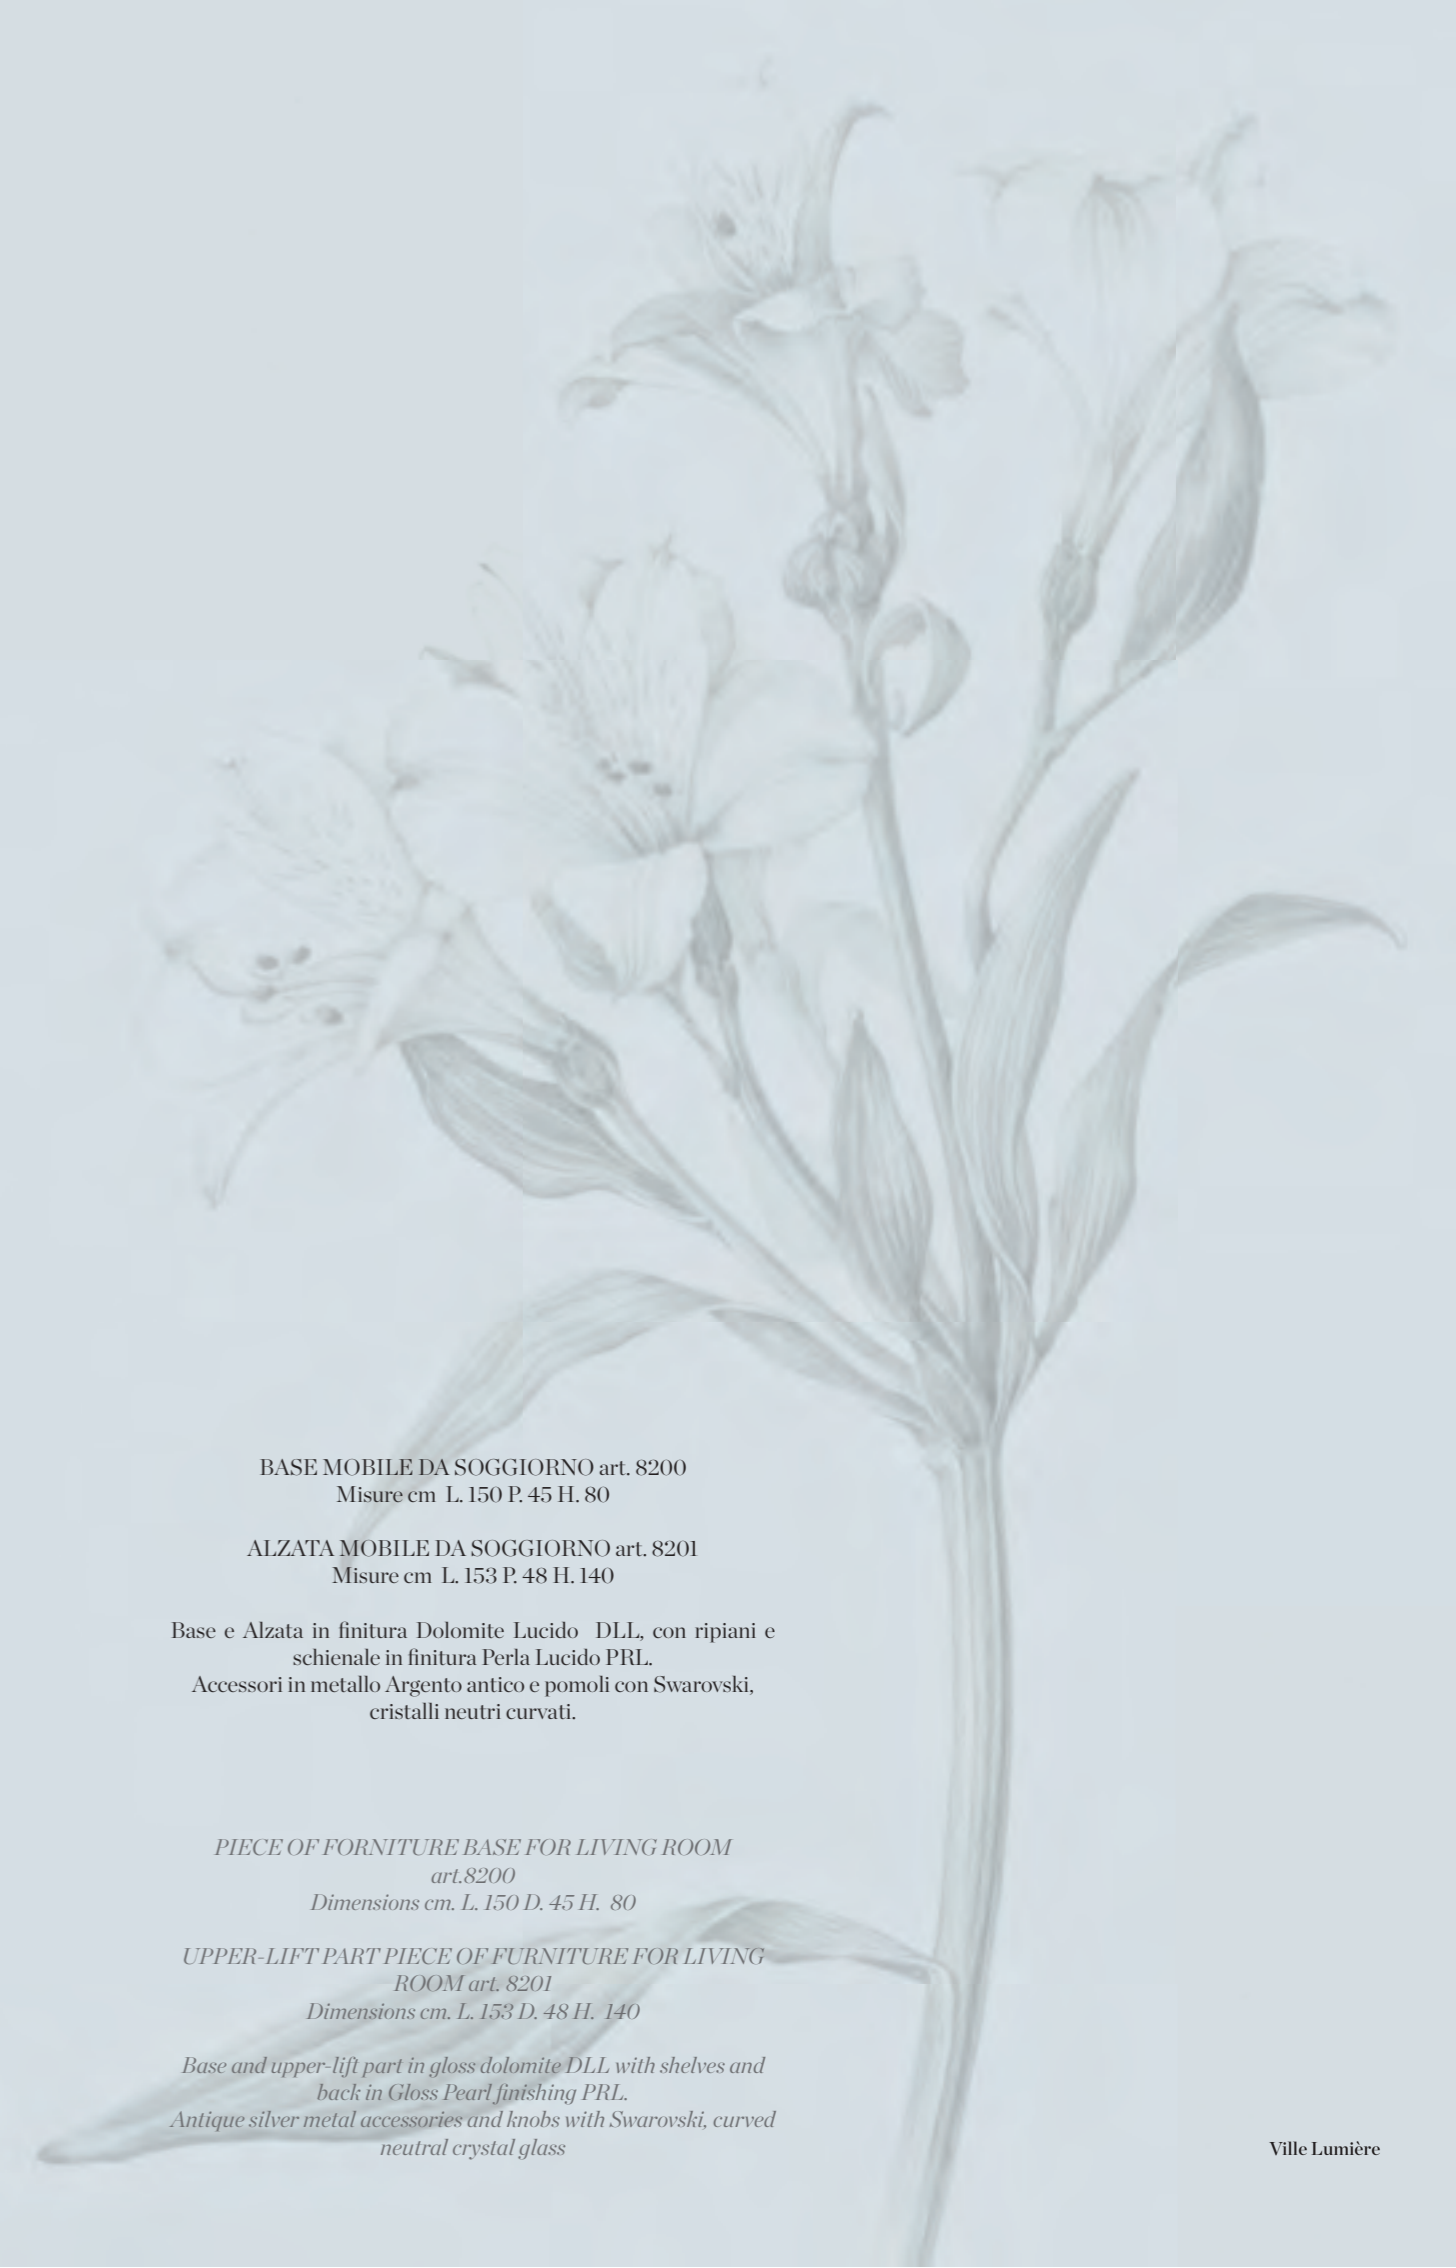 BASE MOBILE DA SOGGIORNO art. 8200
Misure cm L. 150 P. 45 H. 80
ALZATA MOBILE DA SOGGIORNO art. 8201
Misure cm L. 153 P. 48 H. 140
Base e Alzata in finitura Dolomite Lucido DLL, con ripiani e
schienale in finitura Perla Lucido PRL.
Accessori in metallo Argento antico e pomoli con Swarovski,
cristalli neutri curvati.
PIECE OF FORNITURE BASE FOR LIVING ROOM
art.8200
Dimensions cm. L. 150 D. 45 H. 80
UPPER-LIFT PART PIECE OF FURNITURE FOR LIVING
ROOM art. 8201
Dimensions cm. L. 153 D. 48 H. 140
Base and upper-lift part in gloss dolomite DLL with shelves and
back in Gloss Pearl finishing PRL.
Antique silver metal accessories and knobs with Swarovski, curved
neutral crystal glass
Ville Lumière